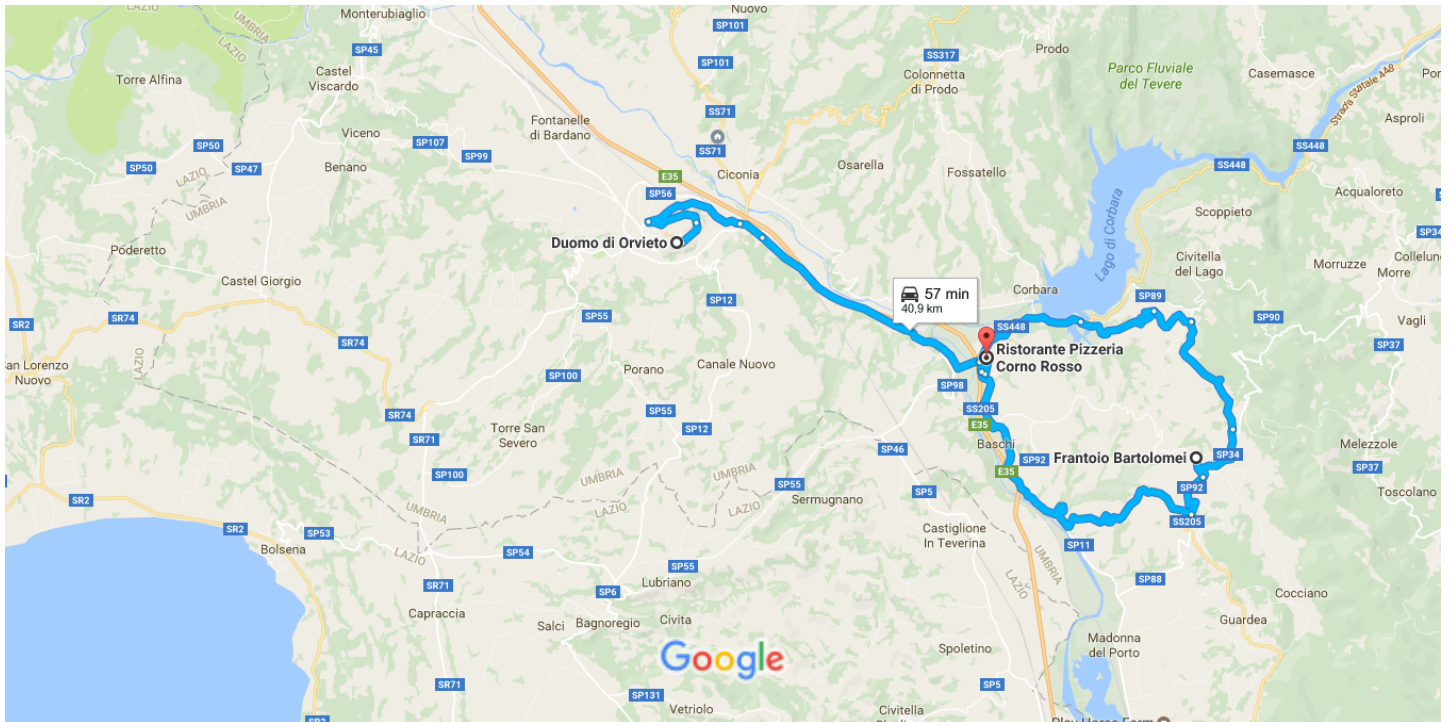 Nuovo
UMBRIA
LAZIO
Monterubiaglio
SP101
SP45
SS317
Prodo
SP101
Torre Alfina
Castel
Viscardo
Colonnetta
di Prodo
Parco Fluviale
del Tevere
Casemasce
Strada Statale 448
Asproli
Fontanelle
di Bardano
SS71
Viceno
SP107
SP50
SS71
SS448
SP50
SP47
Benano
SP99
Osarella
SS448
LAZIO
UMBRIA
E35
Ciconia
Fossatello
SP56
Acqualoreto
Scoppieto
Lago di Corbara
SP34
Duomo di Orvieto
Poderetto
Civitella
del Lago
Morruzze
Collelungo
Morre
Castel Giorgio
Corbara
57 min
40,9 km
SP12
SP89
SP55
SP90
SR74
SR2
SS448
Vagli
SR74
Ristorante Pizzeria
Corno Rosso
SP37
San Lorenzo
Nuovo
Canale Nuovo
Porano
SP100
SP98
SP55
SS205
SR74
Torre San
Severo
SP12
E35
SR71
Baschi
Melezzole
SP46
SP92
Frantoio Bartolomei
SP34
SP37
UMBRIA
LAZIO
E35
SP37
SP100
SP55
SP92
SP5
Sermugnano
Toscolano
SR2
UMBRIA
LAZIO
SS205
SR2
Castiglione
In Teverina
SP53
Bolsena
LAZIO
SP54
SP11
UMBRIA
SP55
LAZIO
SR71
Lubriano
SP88
SP6
Cocciano
Capraccia
Bagnoregio
Civita
Guardea
Salci
Madonna
del Porto
Google
Spoletino
SR71
SP5
SP131
Vetriolo
Civitella
SR2